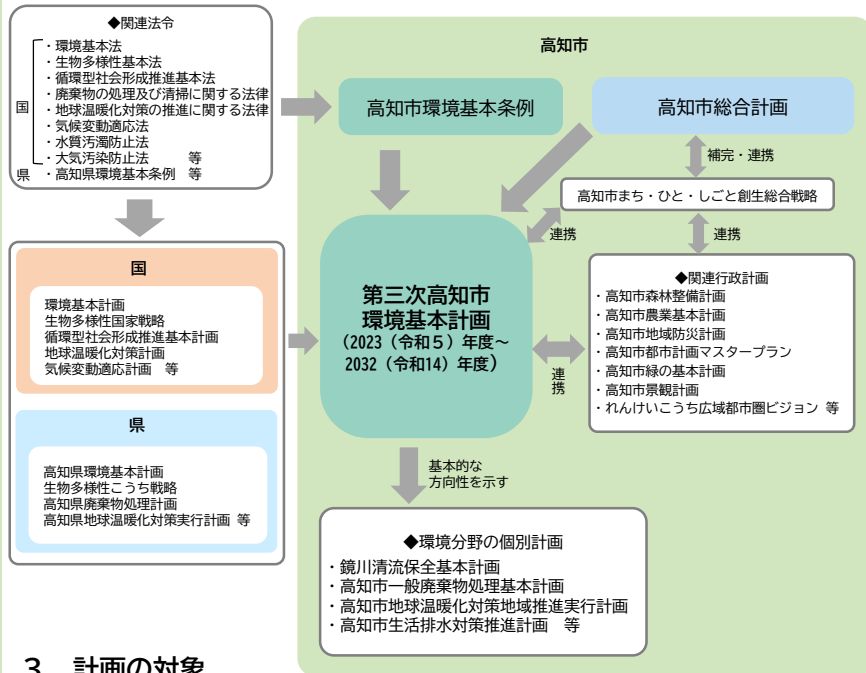 ◆関連法令
国
・環境基本法
・生物多様性基本法
・循環型社会形成推進基本法
・廃棄物の処理及び清掃に関する法律
・地球温暖化対策の推進に関する法律
・気候変動適応法
・水質汚濁防止法
・大気汚染防止法　　等
県 ・高知県環境基本条例　等
国
環境基本計画
生物多様性国家戦略
循環型社会形成推進基本計画
地球温暖化対策計画
気候変動適応計画　等
県
高知県環境基本計画
生物多様性こうち戦略
高知県廃棄物処理計画
高知県地球温暖化対策実行計画 等
高知市
高知市環境基本条例
高知市総合計画
補完・連携
高知市まち・ひと・しごと創生総合戦略
連携
連携
第三次高知市
環境基本計画
（2023（令和５）年度～
2032（令和14）年度）
連携
◆関連行政計画
・高知市森林整備計画
・高知市農業基本計画
・高知市地域防災計画
・高知市都市計画マスタープラン
・高知市緑の基本計画
・高知市景観計画
・れんけいこうち広域都市圏ビジョン 等
基本的な
方向性を示す
◆環境分野の個別計画
・鏡川清流保全基本計画
・高知市一般廃棄物処理基本計画
・高知市地球温暖化対策地域推進実行計画
・高知市生活排水対策推進計画　等
３　計画の対象